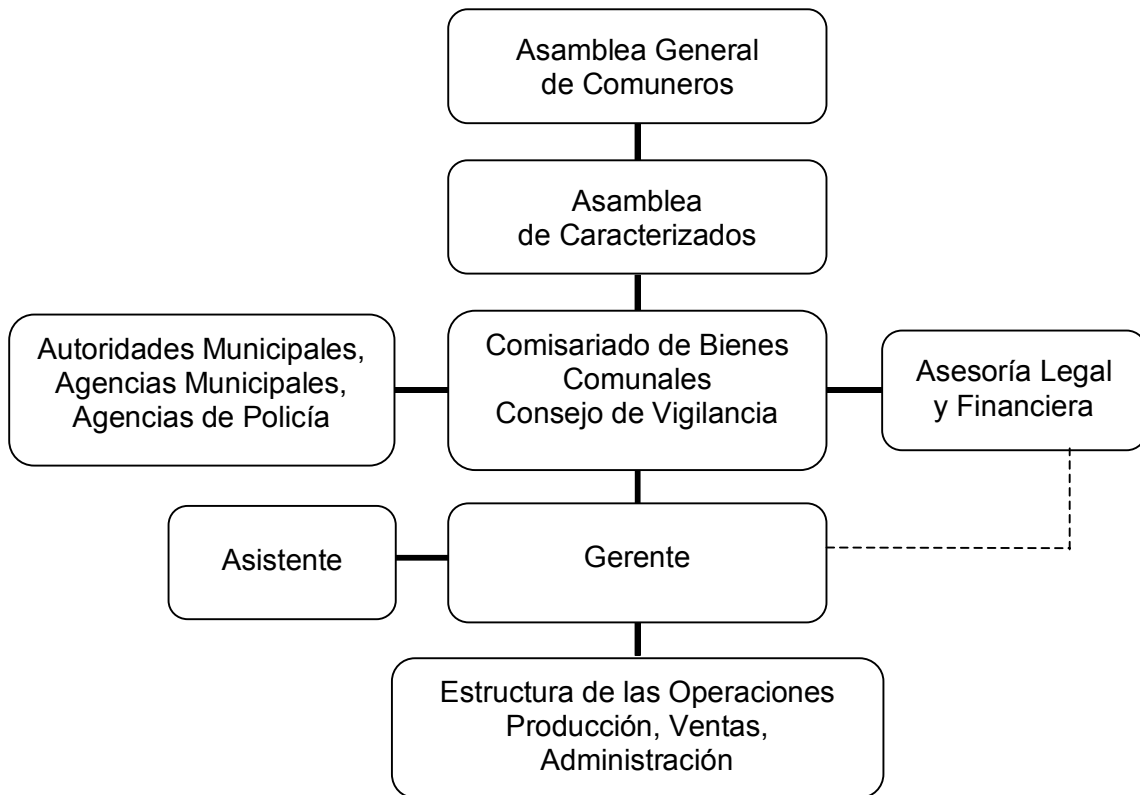 Asamblea General
de Comuneros
Asamblea
de Caracterizados
Autoridades Municipales,
Agencias Municipales,
Agencias de Policía
Comisariado de Bienes
Comunales
Consejo de Vigilancia
Asesoría Legal
y Financiera
Asistente
Gerente
Estructura de las Operaciones
Producción, Ventas,
Administración